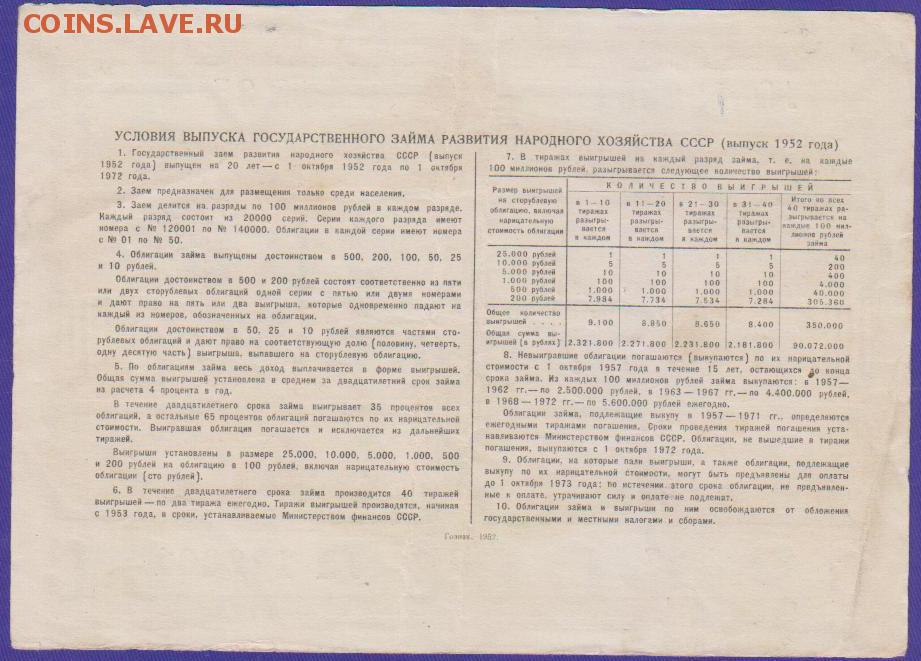 COINS.LAVE.RU
УСЛОВИЯ ВЫПУСКА ГОСУДАРСТВЕННОГО ЗАЙМА РАЗВИТИЯ НАРОДНОГО ХОЗЯЙСТВА СССР (выпуск 1952 года)
1. Государственный заем развития народного хозяйства СССР (выпуск
1952 года) выпущен на 20 лет — с 1 октября 1952 года по 1 октября
1972 года.
2. Заем предназначен для размещения только среди населения.
3. Заем делится на разряды по 100 миллионов рублей в каждом разряде.
Каждый разряд состоит из 20000 серий. Серии каждого разряда имеют
номера с № 120001 по № 140000. Облигации в каждой серии имеют номера
с № 01 по № 50.
4. Облигации займа выпущены достоинством в 500, 200, 100, 50, 25
и 10 рублей.
Облигации достоинством в 500 и 200 рублей состоят соответственно из пяти
или двух сторублевых облигаций одной серии с пятью или двумя номерами
и дают право на пять или два выигрыша, которые одновременно падают на
каждый из номеров, обозначенных на облигации.
Облигации достоинством в 50, 25 и 10 рублей являются частями сто-
рублевых облигаций и дают право на соответствующую долю (половину, четверть,
одну десятую часть) выигрыша, выпавшего на сторублевую облигацию.
5. По облигациям займа весь доход выплачивается в форме выигрышей.
Общая сумма выигрышей установлена в среднем за двадцатилетний срок займа
из расчета 4 процента в год.
В течение двадцатилетнего срока займа выигрывает 35 процентов всех
облигаций, а остальные 65 процентов облигаций погашаются по их нарицательной
стоимости. Выигравшая облигация погашается и исключается из дальнейших
тиражей.
Выигрыши установлены в размере 25.000, 10.000, 5.000, 1.000, 500
и 200 рублей на облигацию в 100 рублей, включая нарицательную стоимость
облигации (сто рублей).
6. В течение двадцатилетнего срока займа производится 40 тиражей
выигрышей — по два тиража ежегодно. Тиражи выигрышей производятся, начиная
с 1953 года, в сроки, устанавливаемые Министерством финансов СССР.
7. В тиражах выигрышей на каждый разряд займа, т. е. на каждые
100 миллионов рублей, разыгрывается следующее количество выигрышей:
Размер выигрышей
на сторублевую
облигацию, включая
нарицательную
стоимость облигации
КОЛИЧЕСТВО ВЫИГРЫШЕЙ
в 1—10
тиражах
разыгры-
вается
в каждом
в 11—20
тиражах
разыгры-
вается
в каждом
в 21—30
тиражах
разыгры-
вается
в каждом
в 31—40
тиражах
разыгры-
вается
в каждом
Итого во всех
40 тиражах ра-
зыгрывается на
каждые 100 мил-
лионов рублей
займа
25.000 рублей 1 1 1 1 40
10.000 рублей 5 5 5 5 200
5.000 рублей 10 10 10 10 400
1.000 рублей 100 100 100 100 4.000
500 рублей 1.000 1.000 1.000 1.000 40.000
200 рублей 7.984 7.734 7.534 7.284 305.360
Общее количество
выигрышей . . . . 9.100 8.850 8.650 8.400 350.000
Общая сумма вы-
игрышей (в рублях) 2.321.800 2.271.800 2.231.800 2.181.800 90.072.000
8. Невыигравшие облигации погашаются (выкупаются) по их нарицательной
стоимости с 1 октября 1957 года в течение 15 лет, остающихся до конца
срока займа. Из каждых 100 миллионов рублей займа выкупаются: в 1957—
1962 гг.— по 2.500.000 рублей, в 1963—1967 гг.— по 4.400.000 рублей,
в 1968—1972 гг.— по 5.600.000 рублей ежегодно.
Облигации займа, подлежащие выкупу в 1957—1971 гг., определяются
ежегодными тиражами погашения. Сроки проведения тиражей погашения уста-
навливаются Министерством финансов СССР. Облигации, не вышедшие в тиражи
погашения, выкупаются с 1 октября 1972 года.
9. Облигации, на которые пали выигрыши, а также облигации, подлежащие
выкупу по их нарицательной стоимости, могут быть предъявлены для оплаты
до 1 октября 1973 года; по истечении этого срока облигации, не предъявлен-
ные к оплате, утрачивают силу и оплате не подлежат.
10. Облигации займа и выигрыши по ним освобождаются от обложения
государственными и местными налогами и сборами.
Гознак. 1952.